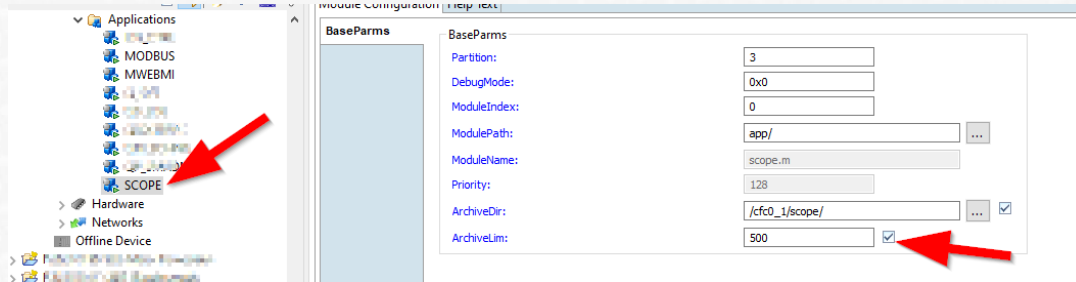 Module Configuration Help Text
Applications
MODBUS
MWEBMI
SCOPE
Hardware
Networks
Offline Device
BaseParms
BaseParms
Partition: 3
DebugMode: 0x0
ModuleIndex: 0
ModulePath: app/ ...
ModuleName: scope.m
Priority: 128
ArchiveDir: /cfc0_1/scope/ ...
ArchiveLim: 500